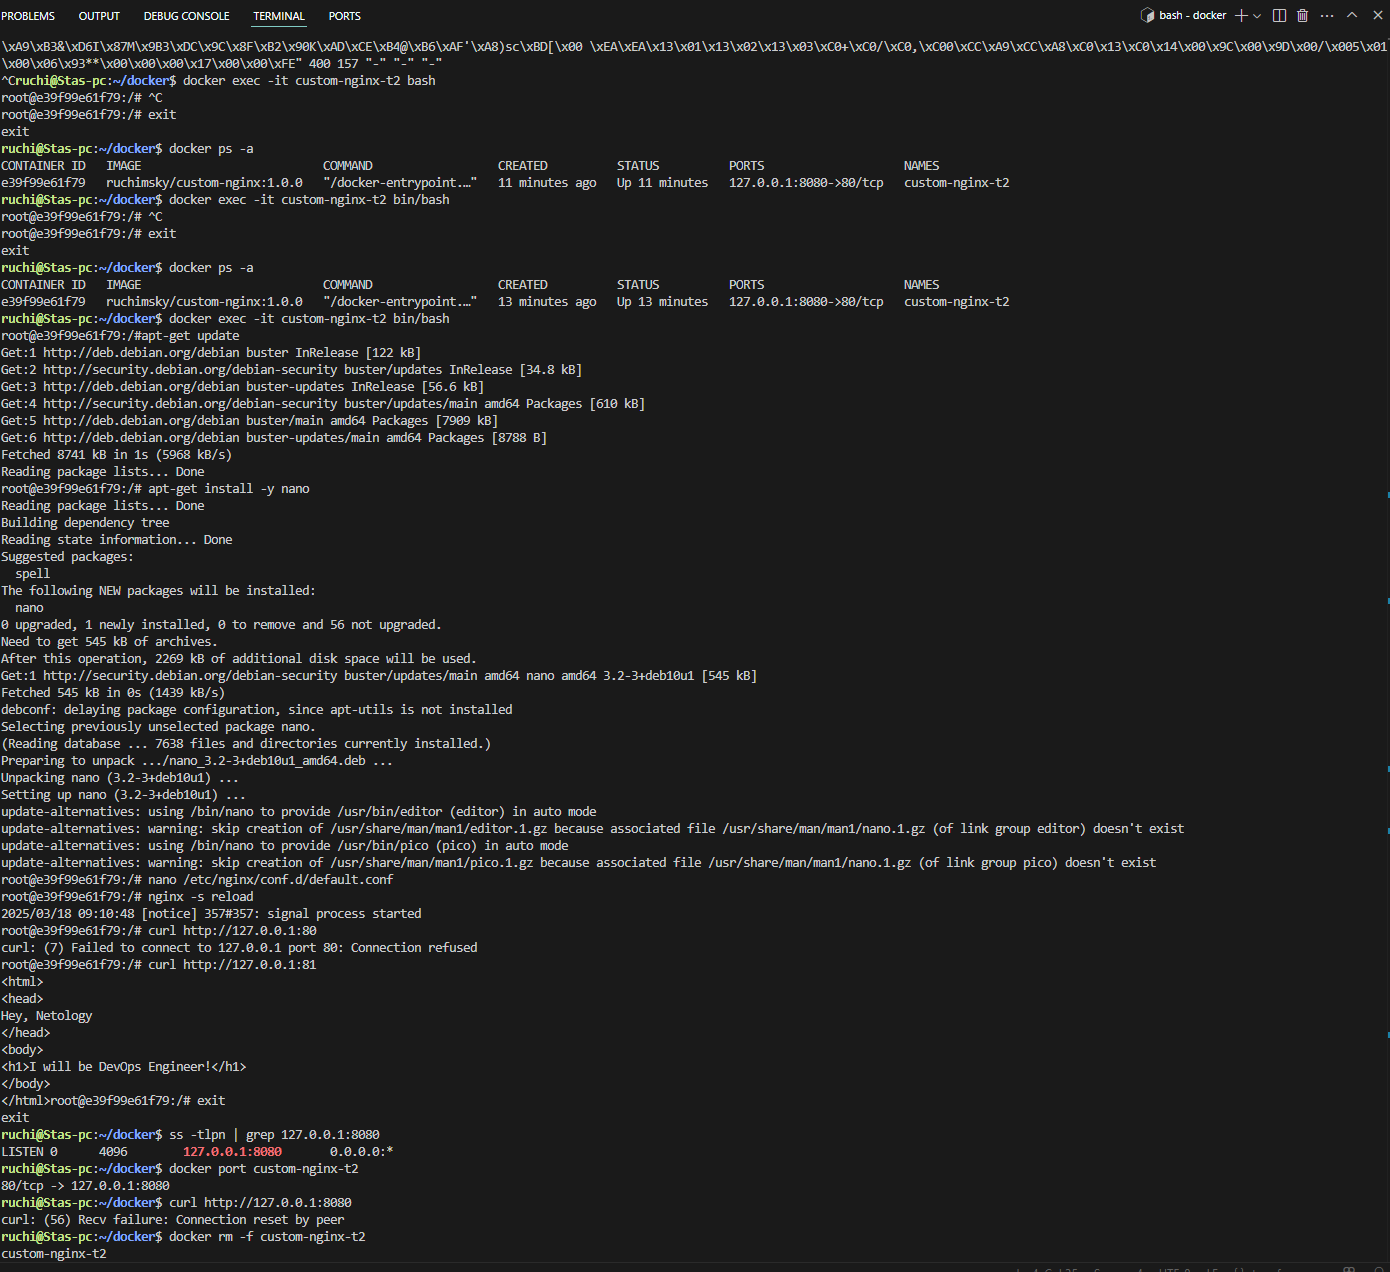 PROBLEMS OUTPUT DEBUG CONSOLE TERMINAL PORTS bash - docker
\xA9\xB3&\xD6I\x87M\x9B3\xDC\x9C\x8F\xB2\x90K\xAD\xCE\xB4@\xB6\xAF'\xA8)sc\xBD[\x00 \xEA\xEA\x13\x01\x13\x02\x13\x03\xC0+\xC0/\xC0,\xC00\xCC\xA9\xCC\xA8\xC0\x13\xC0\x14\x00\x9C\x00\x9D\x00/\x005\x01
\x00\x06\x93**\x00\x00\x00\x17\x00\x00\xFE" 400 157 "-" "-" "-"
^Cruchi@Stas-pc:~/docker$ docker exec -it custom-nginx-t2 bash
root@e39f99e61f79:/# ^C
root@e39f99e61f79:/# exit
exit
ruchi@Stas-pc:~/docker$ docker ps -a
CONTAINER ID   IMAGE                          COMMAND                  CREATED          STATUS          PORTS                    NAMES
e39f99e61f79   ruchimsky/custom-nginx:1.0.0   "/docker-entrypoint.…"   11 minutes ago   Up 11 minutes   127.0.0.1:8080->80/tcp   custom-nginx-t2
ruchi@Stas-pc:~/docker$ docker exec -it custom-nginx-t2 bin/bash
root@e39f99e61f79:/# ^C
root@e39f99e61f79:/# exit
exit
ruchi@Stas-pc:~/docker$ docker ps -a
CONTAINER ID   IMAGE                          COMMAND                  CREATED          STATUS          PORTS                    NAMES
e39f99e61f79   ruchimsky/custom-nginx:1.0.0   "/docker-entrypoint.…"   13 minutes ago   Up 13 minutes   127.0.0.1:8080->80/tcp   custom-nginx-t2
ruchi@Stas-pc:~/docker$ docker exec -it custom-nginx-t2 bin/bash
root@e39f99e61f79:/#apt-get update
Get:1 http://deb.debian.org/debian buster InRelease [122 kB]
Get:2 http://security.debian.org/debian-security buster/updates InRelease [34.8 kB]
Get:3 http://deb.debian.org/debian buster-updates InRelease [56.6 kB]
Get:4 http://security.debian.org/debian-security buster/updates/main amd64 Packages [610 kB]
Get:5 http://deb.debian.org/debian buster/main amd64 Packages [7909 kB]
Get:6 http://deb.debian.org/debian buster-updates/main amd64 Packages [8788 B]
Fetched 8741 kB in 1s (5968 kB/s)
Reading package lists... Done
root@e39f99e61f79:/# apt-get install -y nano
Reading package lists... Done
Building dependency tree
Reading state information... Done
Suggested packages:
  spell
The following NEW packages will be installed:
  nano
0 upgraded, 1 newly installed, 0 to remove and 56 not upgraded.
Need to get 545 kB of archives.
After this operation, 2269 kB of additional disk space will be used.
Get:1 http://security.debian.org/debian-security buster/updates/main amd64 nano amd64 3.2-3+deb10u1 [545 kB]
Fetched 545 kB in 0s (1439 kB/s)
debconf: delaying package configuration, since apt-utils is not installed
Selecting previously unselected package nano.
(Reading database ... 7638 files and directories currently installed.)
Preparing to unpack .../nano_3.2-3+deb10u1_amd64.deb ...
Unpacking nano (3.2-3+deb10u1) ...
Setting up nano (3.2-3+deb10u1) ...
update-alternatives: using /bin/nano to provide /usr/bin/editor (editor) in auto mode
update-alternatives: warning: skip creation of /usr/share/man/man1/editor.1.gz because associated file /usr/share/man/man1/nano.1.gz (of link group editor) doesn't exist
update-alternatives: using /bin/nano to provide /usr/bin/pico (pico) in auto mode
update-alternatives: warning: skip creation of /usr/share/man/man1/pico.1.gz because associated file /usr/share/man/man1/nano.1.gz (of link group pico) doesn't exist
root@e39f99e61f79:/# nano /etc/nginx/conf.d/default.conf
root@e39f99e61f79:/# nginx -s reload
2025/03/18 09:10:48 [notice] 357#357: signal process started
root@e39f99e61f79:/# curl http://127.0.0.1:80
curl: (7) Failed to connect to 127.0.0.1 port 80: Connection refused
root@e39f99e61f79:/# curl http://127.0.0.1:81
<html>
<head>
Hey, Netology
</head>
<body>
<h1>I will be DevOps Engineer!</h1>
</body>
</html>root@e39f99e61f79:/# exit
exit
ruchi@Stas-pc:~/docker$ ss -tlpn | grep 127.0.0.1:8080
LISTEN 0      4096        127.0.0.1:8080       0.0.0.0:*
ruchi@Stas-pc:~/docker$ docker port custom-nginx-t2
80/tcp -> 127.0.0.1:8080
ruchi@Stas-pc:~/docker$ curl http://127.0.0.1:8080
curl: (56) Recv failure: Connection reset by peer
ruchi@Stas-pc:~/docker$ docker rm -f custom-nginx-t2
custom-nginx-t2